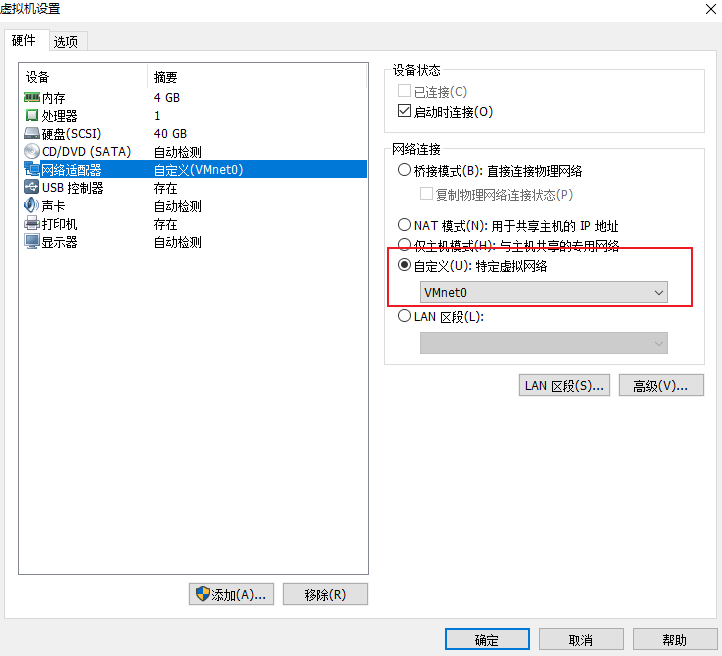 虚拟机设置
硬件 选项
设备 摘要
内存 4 GB
处理器 1
硬盘(SCSI) 40 GB
CD/DVD (SATA) 自动检测
网络适配器 自定义(VMnet0)
USB 控制器 存在
声卡 自动检测
打印机 存在
显示器 自动检测
添加(A)... 移除(R)
设备状态
已连接(C)
启动时连接(O)
网络连接
桥接模式(B): 直接连接物理网络
复制物理网络连接状态(P)
NAT 模式(N): 用于共享主机的 IP 地址
仅主机模式(H): 与主机共享的专用网络
自定义(U): 特定虚拟网络
VMnet0
LAN 区段(L):
LAN 区段(S)... 高级(V)...
确定 取消 帮助